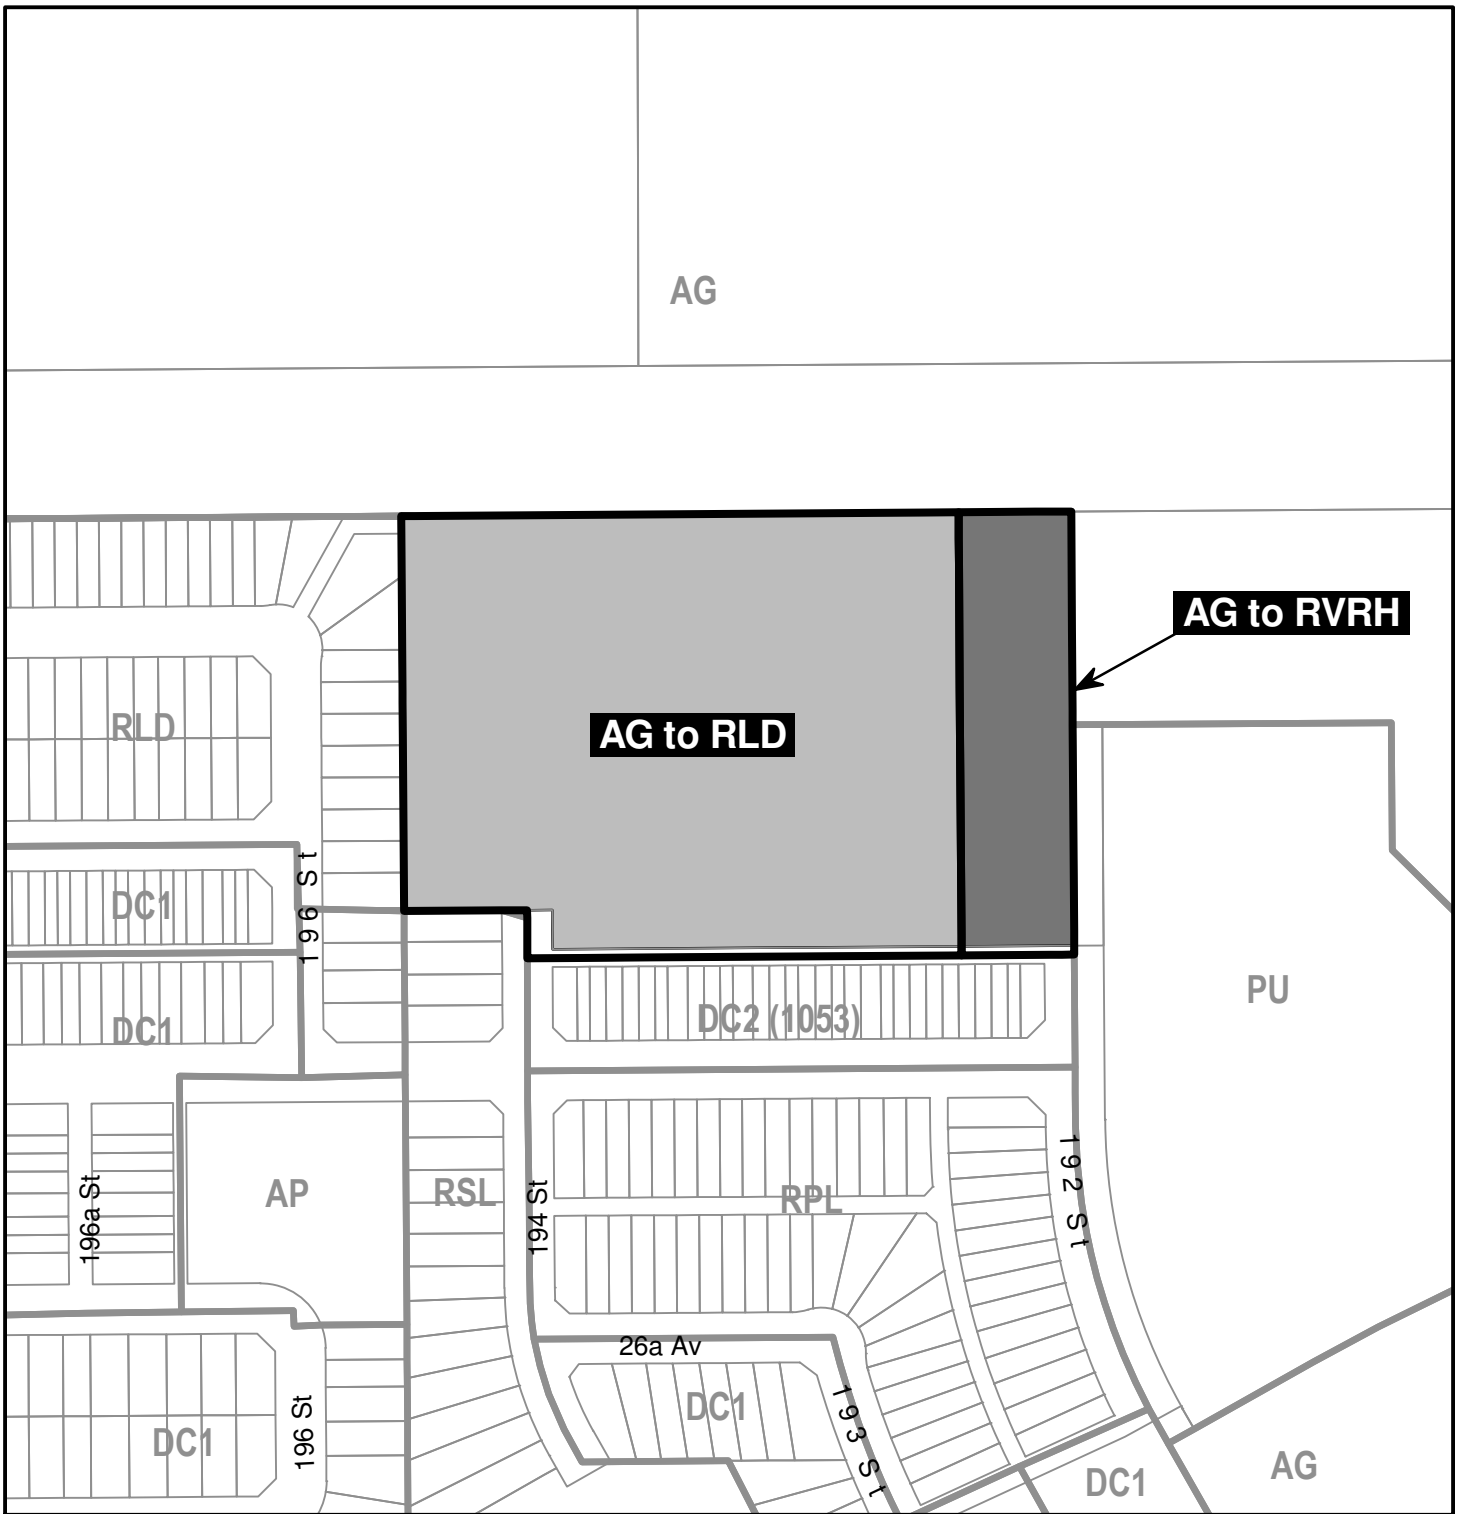 AG
AG to RVRH
AG to RLD
RLD
196 St
DC1
DC1
DC2 (1053)
PU
196a St
AP
RSL
194 St
RPL
192 St
26a Av
DC1
193 St
196 St
DC1
DC1
AG